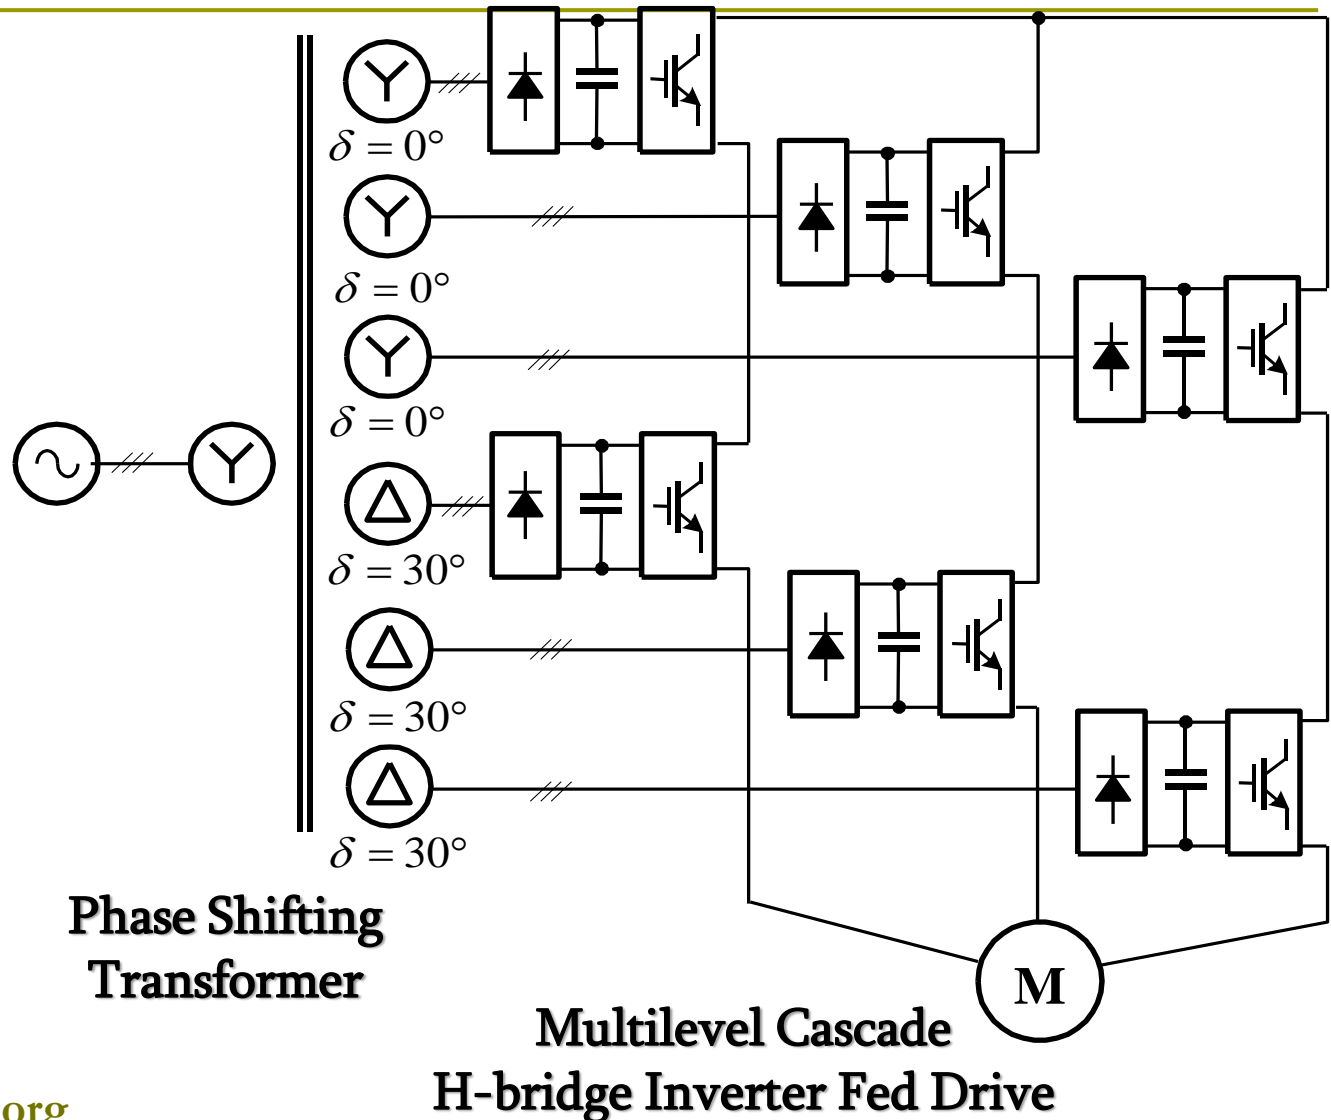 δ = 0°
δ = 0°
δ = 0°
δ = 30°
δ = 30°
δ = 30°
Phase Shifting
Transformer
M
Multilevel Cascade
H-bridge Inverter Fed Drive
org